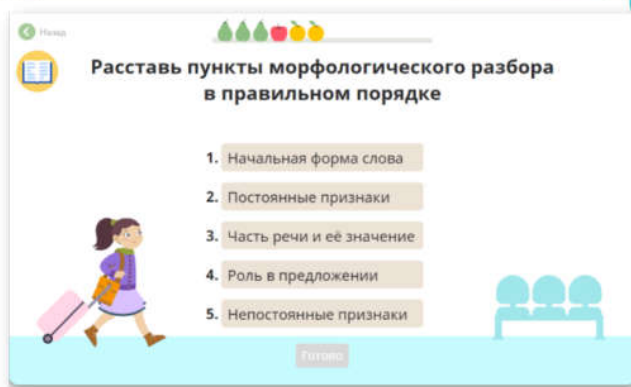 Назад
Расставь пункты морфологического разбора
в правильном порядке
1. Начальная форма слова
2. Постоянные признаки
3. Часть речи и её значение
4. Роль в предложении
5. Непостоянные признаки
Готово